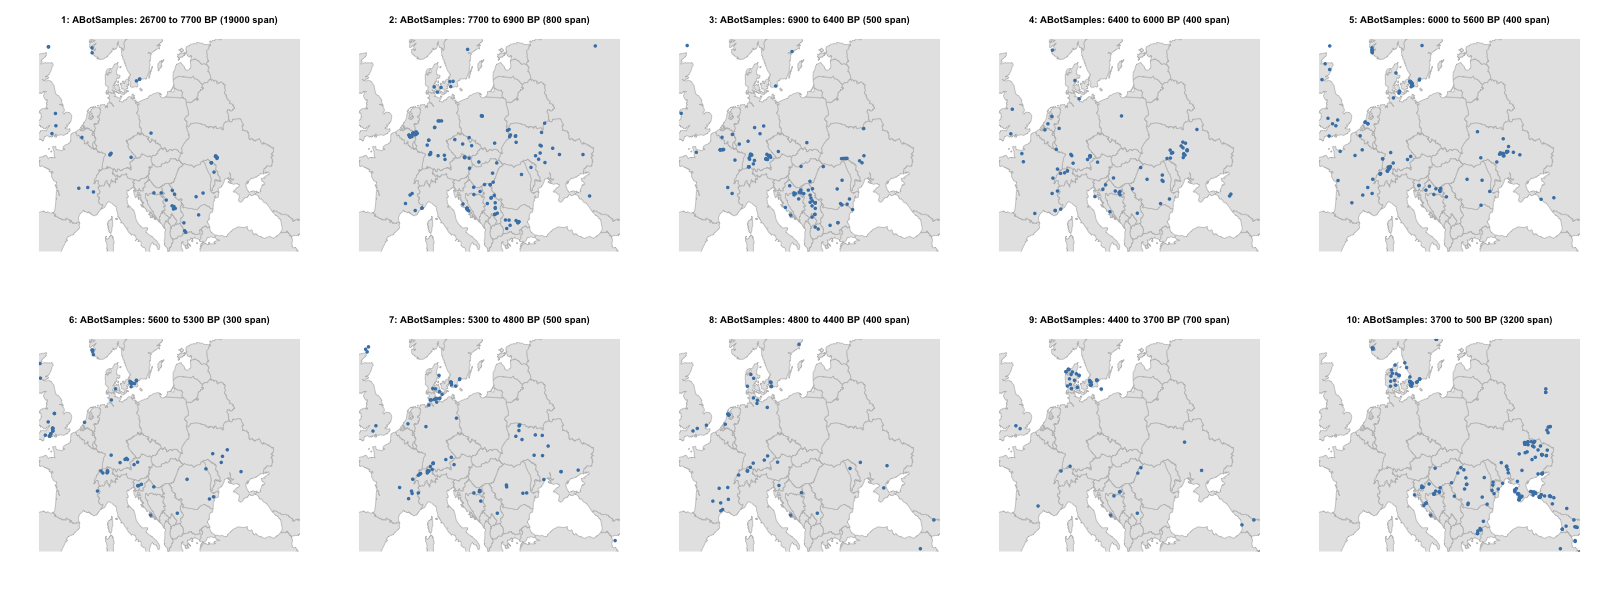 1: ABotSamples: 26700 to 7700 BP (19000 span)
2: ABotSamples: 7700 to 6900 BP (800 span)
3: ABotSamples: 6900 to 6400 BP (500 span)
4: ABotSamples: 6400 to 6000 BP (400 span)
5: ABotSamples: 6000 to 5600 BP (400 span)
6: ABotSamples: 5600 to 5300 BP (300 span)
7: ABotSamples: 5300 to 4800 BP (500 span)
8: ABotSamples: 4800 to 4400 BP (400 span)
9: ABotSamples: 4400 to 3700 BP (700 span)
10: ABotSamples: 3700 to 500 BP (3200 span)